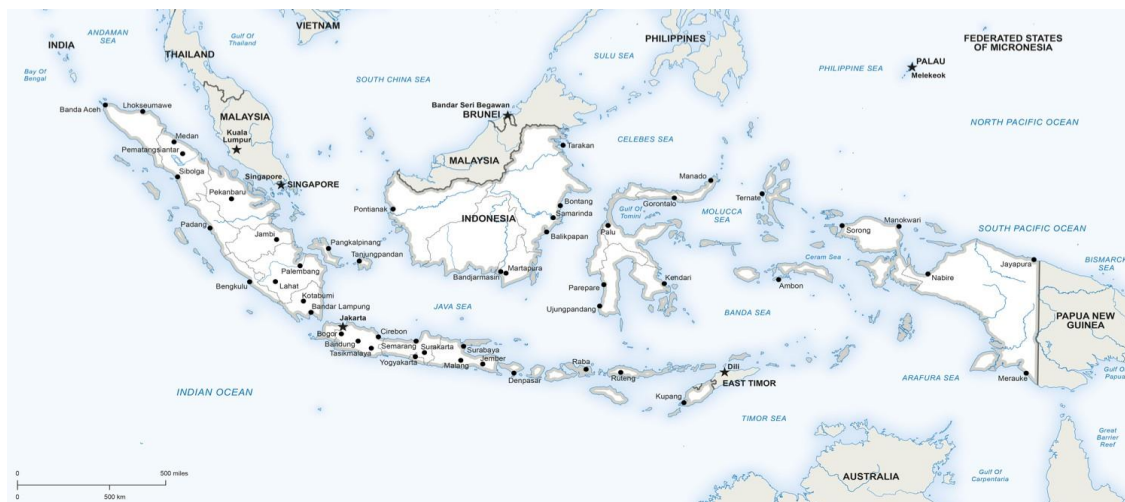 INDIA
ANDAMAN
SEA
Bay Of
Bengal
THAILAND
Gulf Of
Thailand
VIETNAM
SOUTH CHINA SEA
SULU SEA
PHILIPPINES
PHILIPPINE SEA
FEDERATED STATES
OF MICRONESIA
PALAU
Melekeok
NORTH PACIFIC OCEAN
Banda Aceh
Lhokseumawe
MALAYSIA
Kuala
Lumpur
Medan
Pematangsiantar
Sibolga
Singapore
SINGAPORE
Pekanbaru
Padang
Jambi
Bengkulu
Palembang
Lahat
Kotabumi
Bandar Lampung
Pangkalpinang
Tanjungpandan
Bandar Seri Begawan
BRUNEI
MALAYSIA
Tarakan
CELEBES SEA
Pontianak
INDONESIA
Bontang
Samarinda
Balikpapan
Bandjarmasin
Martapura
Manado
Gorontalo
Gulf Of
Tomini
Palu
MOLUCCA
SEA
Ternate
Parepare
Kendari
Ujungpandang
Sorong
Manokwari
SOUTH PACIFIC OCEAN
Ceram Sea
Ambon
Nabire
Jayapura
BISMARCK
SEA
JAVA SEA
BANDA SEA
PAPUA NEW
GUINEA
Jakarta
Bogor
Bandung
Tasikmalaya
Cirebon
Semarang
Surakarta
Yogyakarta
Surabaya
Malang
Jember
Denpasar
Raba
Ruteng
Dili
EAST TIMOR
Kupang
TIMOR SEA
ARAFURA SEA
Merauke
Gulf Of
Papua
INDIAN OCEAN
Great
Barrier
Reef
AUSTRALIA
Gulf Of
Carpentaria
0
500 miles
0
500 km